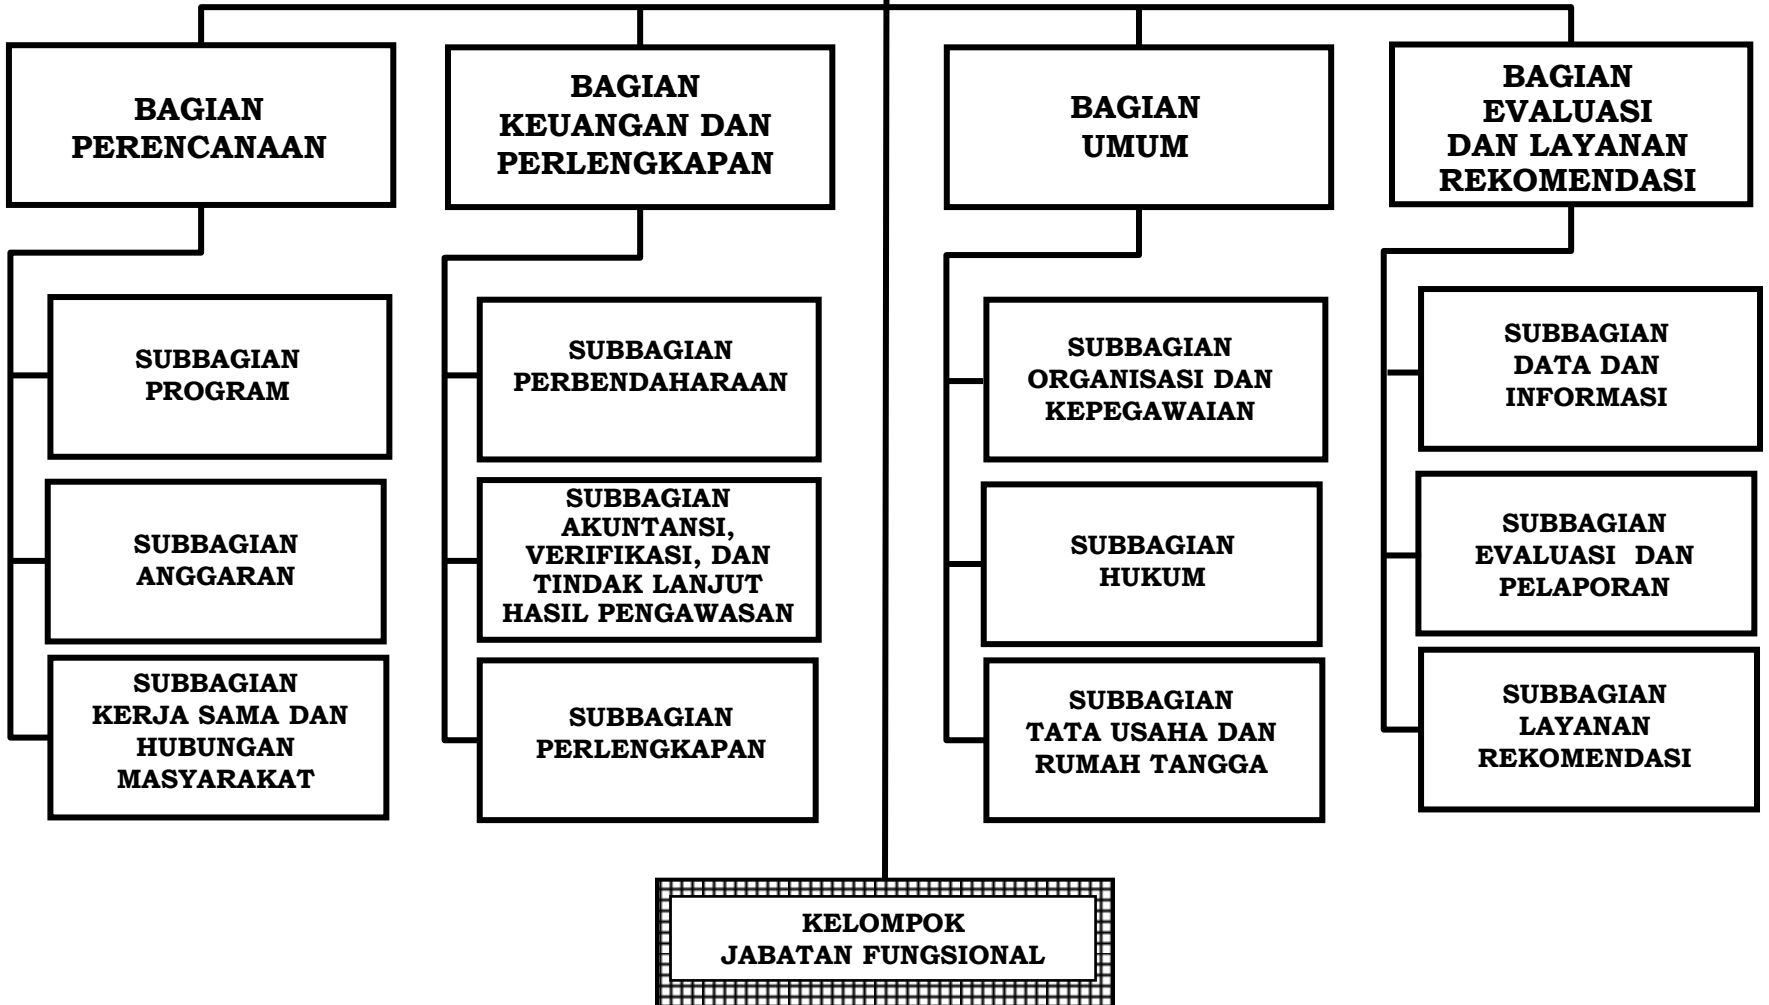 BAGIAN
PERENCANAAN
BAGIAN
KEUANGAN DAN
PERLENGKAPAN
BAGIAN
UMUM
BAGIAN
EVALUASI
DAN LAYANAN
REKOMENDASI
SUBBAGIAN
PROGRAM
SUBBAGIAN
ANGGARAN
SUBBAGIAN
KERJA SAMA DAN
HUBUNGAN
MASYARAKAT
SUBBAGIAN
PERBENDAHARAAN
SUBBAGIAN
AKUNTANSI,
VERIFIKASI, DAN
TINDAK LANJUT
HASIL PENGAWASAN
SUBBAGIAN
PERLENGKAPAN
SUBBAGIAN
ORGANISASI DAN
KEPEGAWAIAN
SUBBAGIAN
HUKUM
SUBBAGIAN
TATA USAHA DAN
RUMAH TANGGA
SUBBAGIAN
DATA DAN
INFORMASI
SUBBAGIAN
EVALUASI DAN
PELAPORAN
SUBBAGIAN
LAYANAN
REKOMENDASI
KELOMPOK
JABATAN FUNGSIONAL